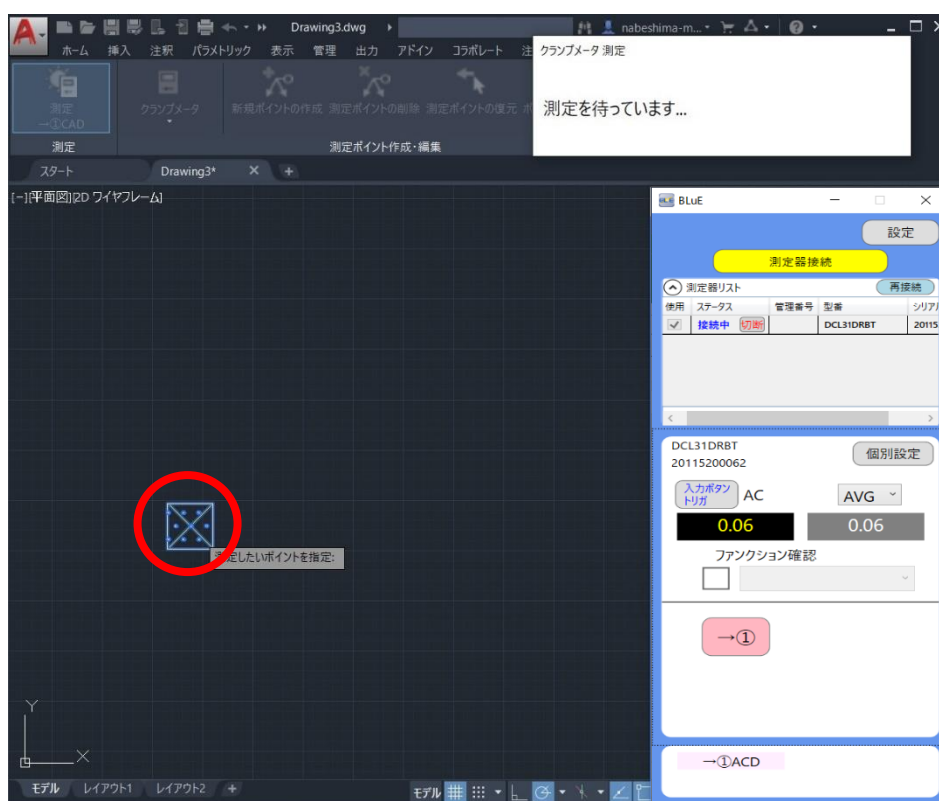 A
Drawing3.dwg
nabeshima-m...
ホーム 挿入 注釈 パラメトリック 表示 管理 出力 アドイン コラボレート 注
クランプメータ 測定
測定を待っています...
測定
→①CAD
クランプメータ
新規ポイントの作成 測定ポイントの削除 測定ポイントの復元 ポ
測定
測定ポイント作成・編集
スタート
Drawing3*
[-][平面図][2D ワイヤフレーム]
BLuE
設定
測定器接続
測定器リスト
再接続
使用 ステータス 管理番号 型番 シリアル
接続中 切断 DCL31DRBT 20115
DCL31DRBT
20115200062
個別設定
入力ボタン
トリガ
AC
AVG
0.06
0.06
ファンクション確認
→①
測定したいポイントを指定:
→①ACD
Y
X
モデル レイアウト1 レイアウト2 +
モデル